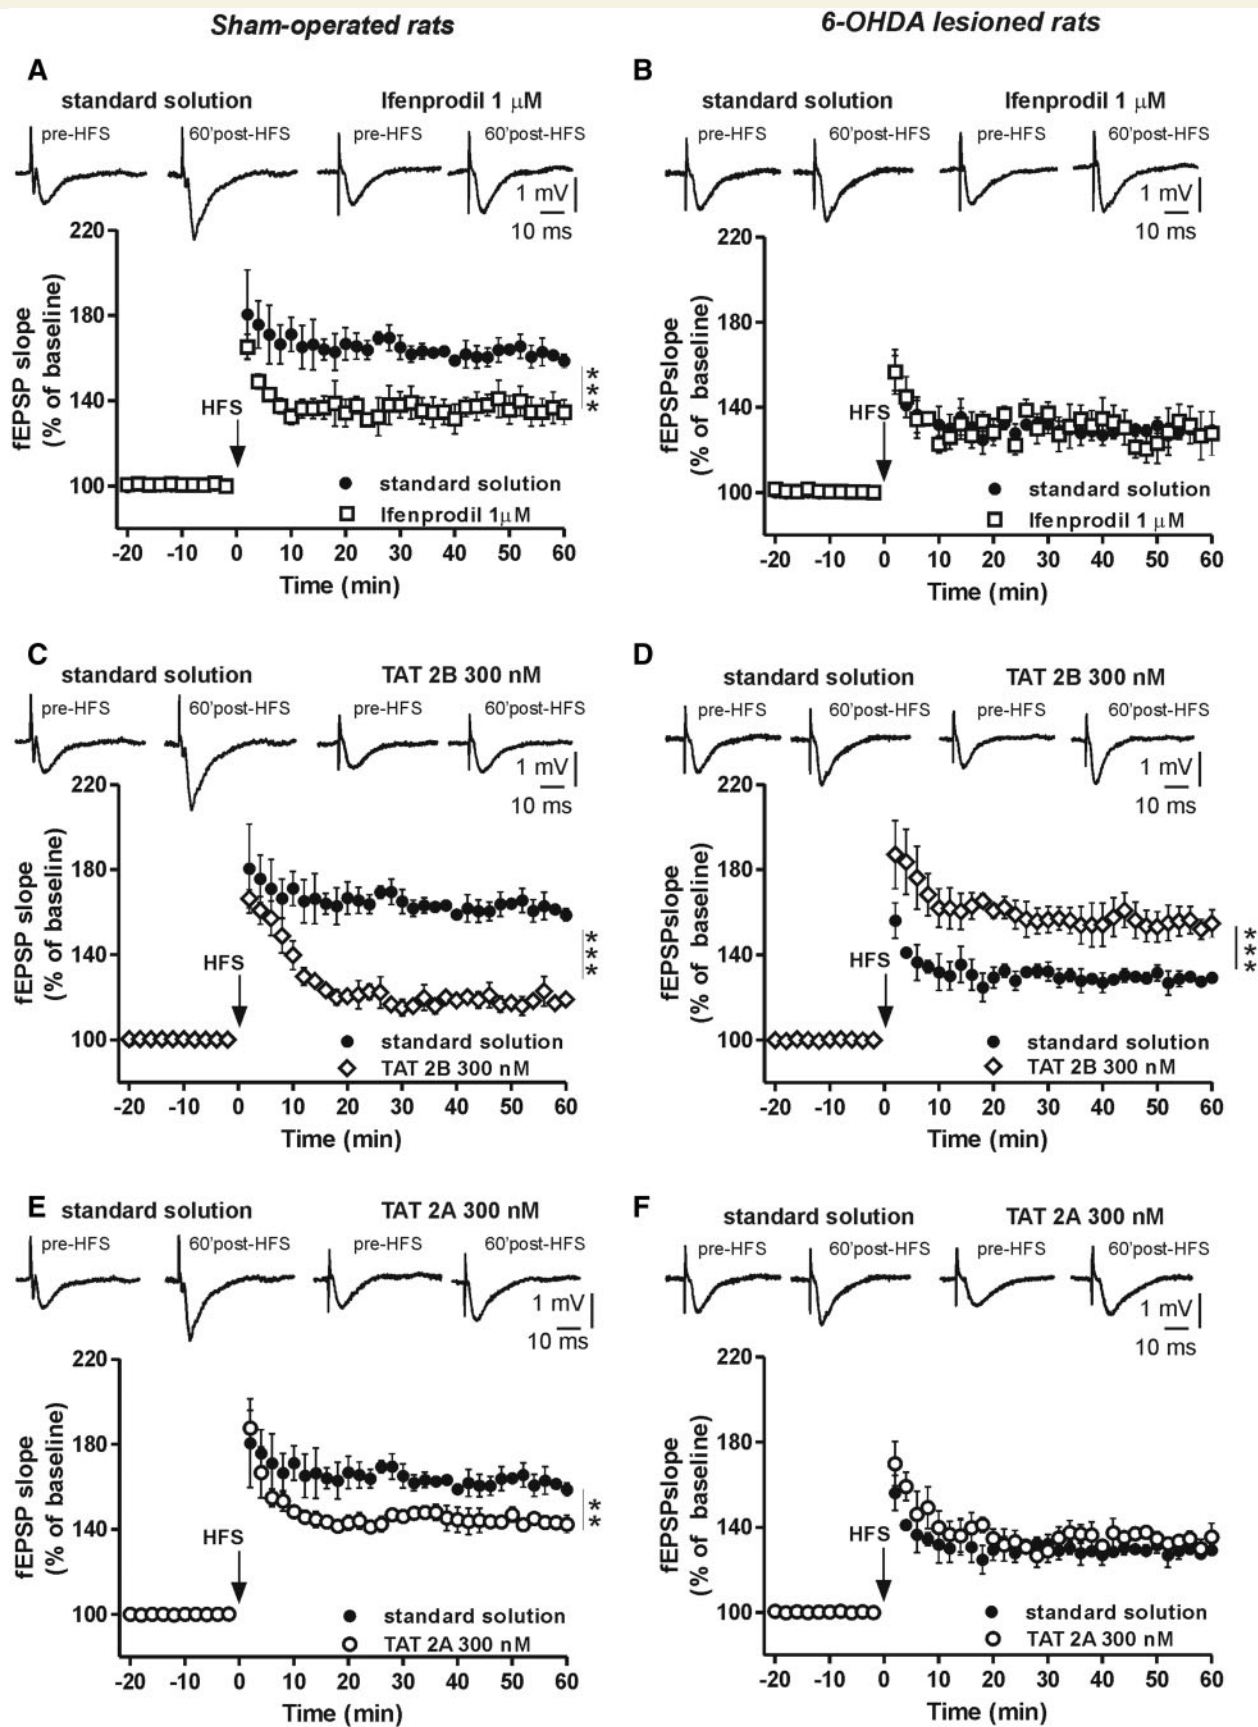 Sham-operated rats
6-OHDA lesioned rats
A
standard solution
Ifenprodil 1 μM
pre-HFS
60'post-HFS
pre-HFS
60'post-HFS
1 mV
10 ms
fEPSP slope
(% of baseline)
220
180
140
100
HFS
***
standard solution
Ifenprodil 1μM
-20 -10 0 10 20 30 40 50 60
Time (min)
B
standard solution
Ifenprodil 1 μM
pre-HFS
60'post-HFS
pre-HFS
60'post-HFS
1 mV
10 ms
fEPSPslope
(% of baseline)
220
180
140
100
HFS
standard solution
Ifenprodil 1 μM
-20 -10 0 10 20 30 40 50 60
Time (min)
C
standard solution
TAT 2B 300 nM
pre-HFS
60'post-HFS
pre-HFS
60'post-HFS
1 mV
10 ms
fEPSP slope
(% of baseline)
220
180
140
100
HFS
***
standard solution
TAT 2B 300 nM
-20 -10 0 10 20 30 40 50 60
Time (min)
D
standard solution
TAT 2B 300 nM
pre-HFS
60'post-HFS
pre-HFS
60'post-HFS
1 mV
10 ms
fEPSPslope
(% of baseline)
220
180
140
100
HFS
***
standard solution
TAT 2B 300 nM
-20 -10 0 10 20 30 40 50 60
Time (min)
E
standard solution
TAT 2A 300 nM
pre-HFS
60'post-HFS
pre-HFS
60'post-HFS
1 mV
10 ms
fEPSP slope
(% of baseline)
220
180
140
100
HFS
**
standard solution
TAT 2A 300 nM
-20 -10 0 10 20 30 40 50 60
Time (min)
F
standard solution
TAT 2A 300 nM
pre-HFS
60'post-HFS
pre-HFS
60'post-HFS
1 mV
10 ms
fEPSPslope
(% of baseline)
220
180
140
100
HFS
standard solution
TAT 2A 300 nM
-20 -10 0 10 20 30 40 50 60
Time (min)